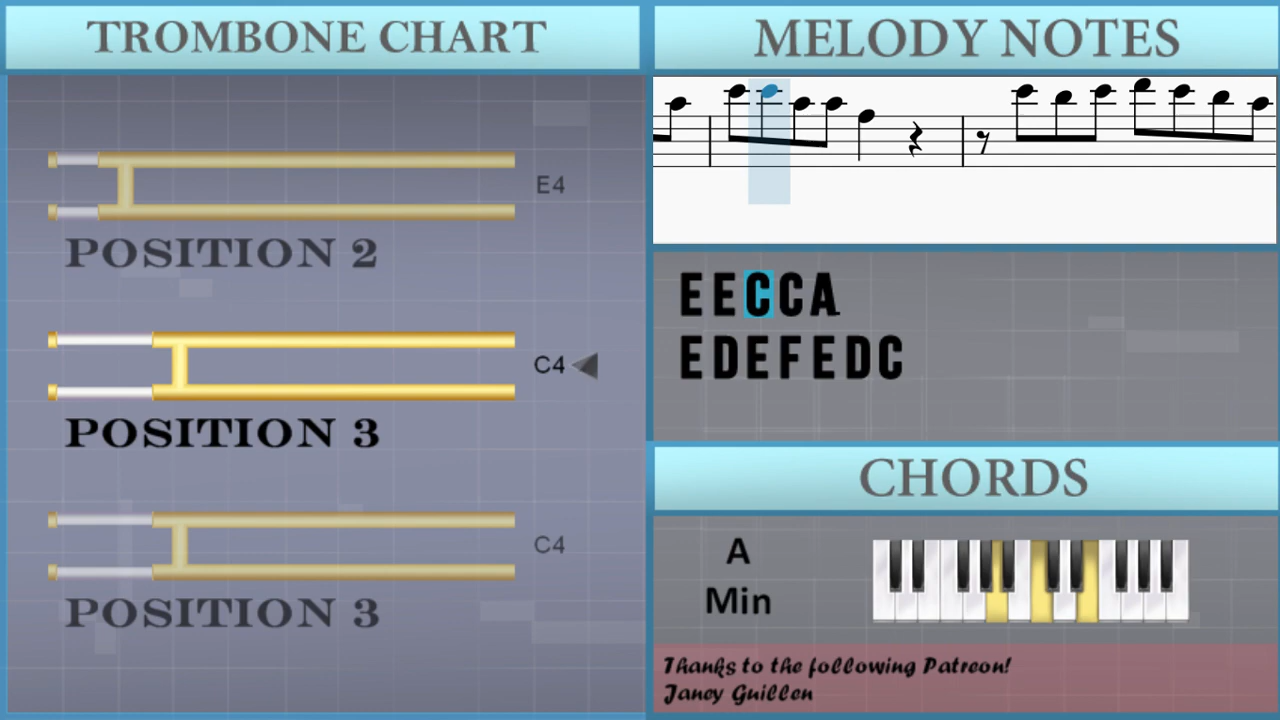 TROMBONE CHART
E4
POSITION 2
C4
POSITION 3
C4
POSITION 3
MELODY NOTES
EECCA
EDEFEDC
CHORDS
A
Min
Thanks to the following Patreon!
Janey Guillen